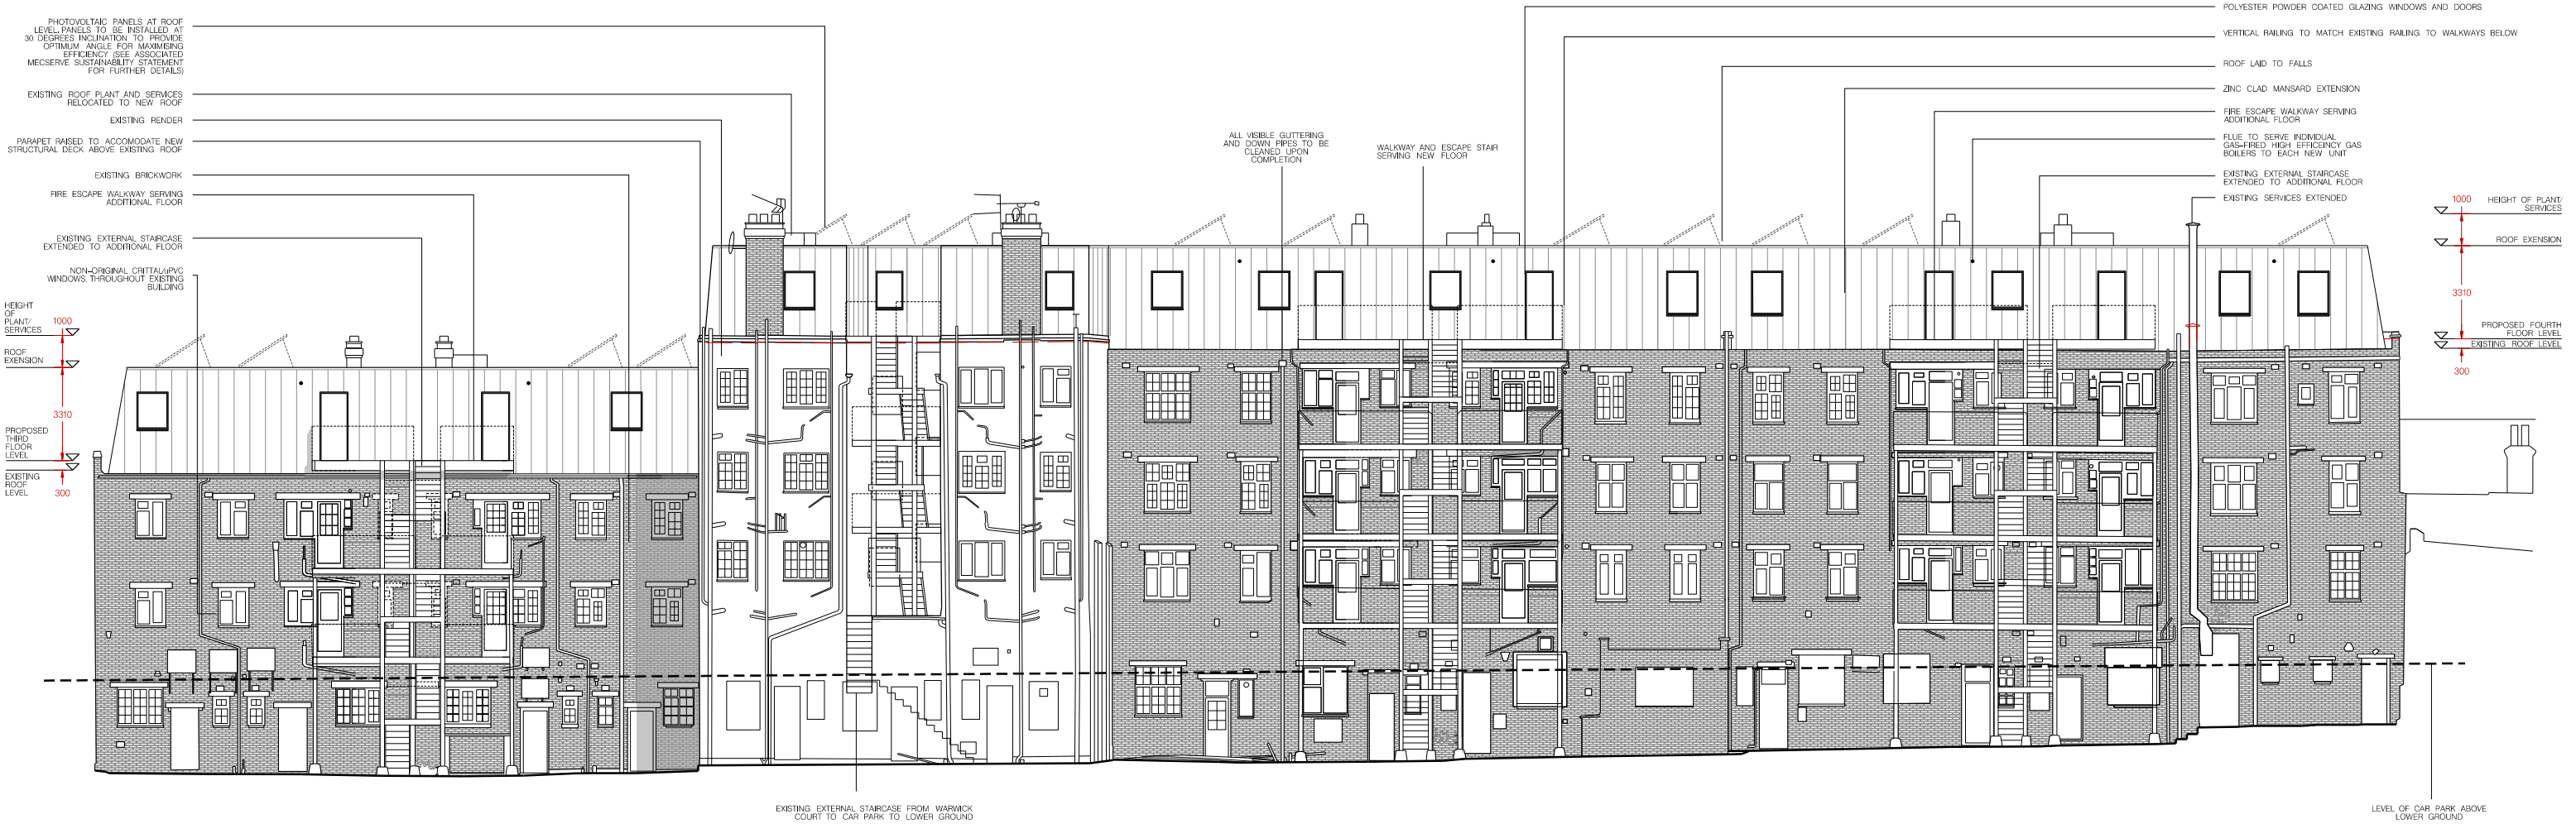 PHOTOVOLTAIC PANELS AT ROOF
LEVEL. PANELS TO BE INSTALLED AT
30 DEGREES INCLINATION TO PROVIDE
OPTIMUM ANGLE FOR MAXIMISING
EFFICIENCY (SEE ASSOCIATED
MECSERVE SUSTAINABILITY STATEMENT
FOR FURTHER DETAILS)
EXISTING ROOF PLANT AND SERVICES
RELOCATED TO NEW ROOF
EXISTING RENDER
PARAPET RAISED TO ACCOMODATE NEW
STRUCTURAL DECK ABOVE EXISTING ROOF
EXISTING BRICKWORK
FIRE ESCAPE WALKWAY SERVING
ADDITIONAL FLOOR
EXISTING EXTERNAL STAIRCASE
EXTENDED TO ADDITIONAL FLOOR
NON-ORIGINAL CRITTAL/uPVC
WINDOWS THROUGHOUT EXISTING
BUILDING
HEIGHT
OF
PLANT/
SERVICES
1000
ROOF
EXENSION
3310
PROPOSED
THIRD
FLOOR
LEVEL
EXISTING
ROOF
LEVEL
300
ALL VISIBLE GUTTERING
AND DOWN PIPES TO BE
CLEANED UPON
COMPLETION
WALKWAY AND ESCAPE STAIR
SERVING NEW FLOOR
POLYESTER POWDER COATED GLAZING WINDOWS AND DOORS
VERTICAL RAILING TO MATCH EXISTING RAILING TO WALKWAYS BELOW
ROOF LAID TO FALLS
ZINC CLAD MANSARD EXTENSION
FIRE ESCAPE WALKWAY SERVING
ADDITIONAL FLOOR
FLUE TO SERVE INDIVIDUAL
GAS-FIRED HIGH EFFICEINCY GAS
BOILERS TO EACH NEW UNIT
EXISTING EXTERNAL STAIRCASE
EXTENDED TO ADDITIONAL FLOOR
EXISTING SERVICES EXTENDED
1000
HEIGHT OF PLANT/
SERVICES
ROOF EXENSION
3310
PROPOSED FOURTH
FLOOR LEVEL
EXISTING ROOF LEVEL
300
EXISTING EXTERNAL STAIRCASE FROM WARWICK
COURT TO CAR PARK TO LOWER GROUND
LEVEL OF CAR PARK ABOVE
LOWER GROUND